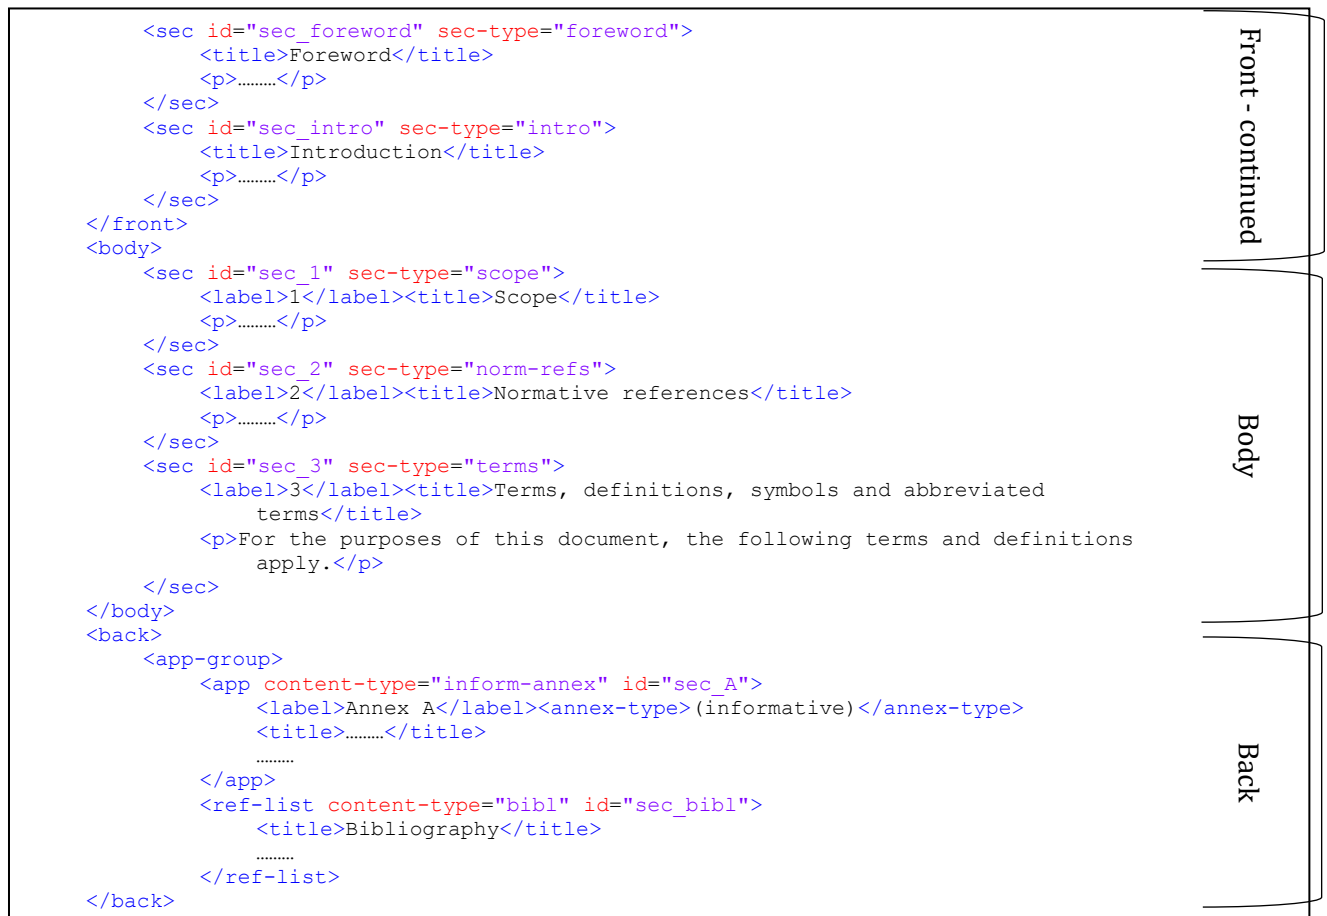 <sec id="sec_foreword" sec-type="foreword">
<title>Foreword</title>
<p>………</p>
</sec>
<sec id="sec_intro" sec-type="intro">
<title>Introduction</title>
<p>………</p>
</sec>
</front>
Front - continued
<body>
<sec id="sec_1" sec-type="scope">
<label>1</label><title>Scope</title>
<p>………</p>
</sec>
<sec id="sec_2" sec-type="norm-refs">
<label>2</label><title>Normative references</title>
<p>………</p>
</sec>
<sec id="sec_3" sec-type="terms">
<label>3</label><title>Terms, definitions, symbols and abbreviated
terms</title>
<p>For the purposes of this document, the following terms and definitions
apply.</p>
</sec>
</body>
Body
<back>
<app-group>
<app content-type="inform-annex" id="sec_A">
<label>Annex A</label><annex-type>(informative)</annex-type>
<title>………</title>
………
</app>
<ref-list content-type="bibl" id="sec_bibl">
<title>Bibliography</title>
………
</ref-list>
</back>
Back